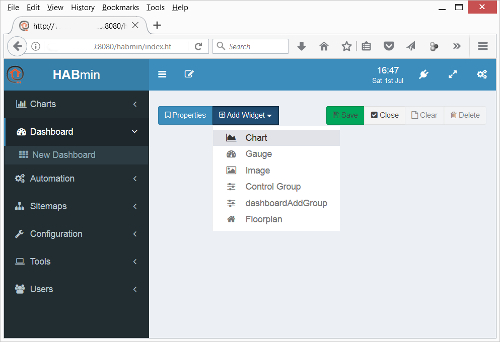 File Edit View History Bookmarks Tools Help
http://
:8080/habmin/index.ht
Search
HABmin
16:47
Sat 1st Jul
Charts
Dashboard
New Dashboard
Automation
Sitemaps
Configuration
Tools
Users
Properties
Add Widget
Save
Close
Clear
Delete
Chart
Gauge
Image
Control Group
dashboardAddGroup
Floorplan